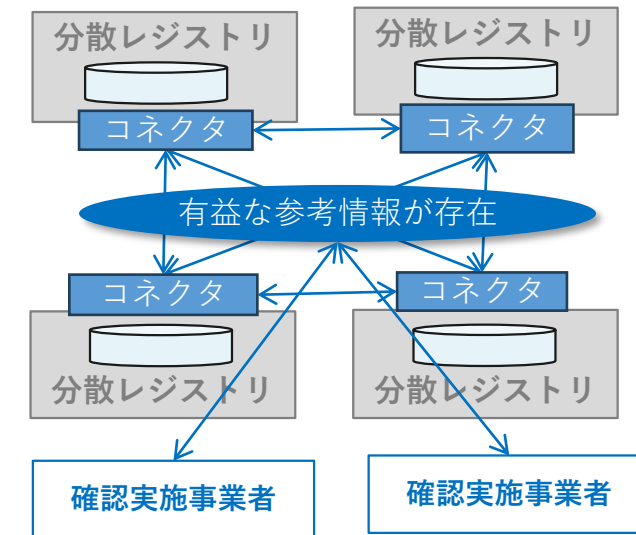 分散レジストリ
分散レジストリ
コネクタ
コネクタ
有益な参考情報が存在
コネクタ
コネクタ
分散レジストリ
分散レジストリ
確認実施事業者
確認実施事業者